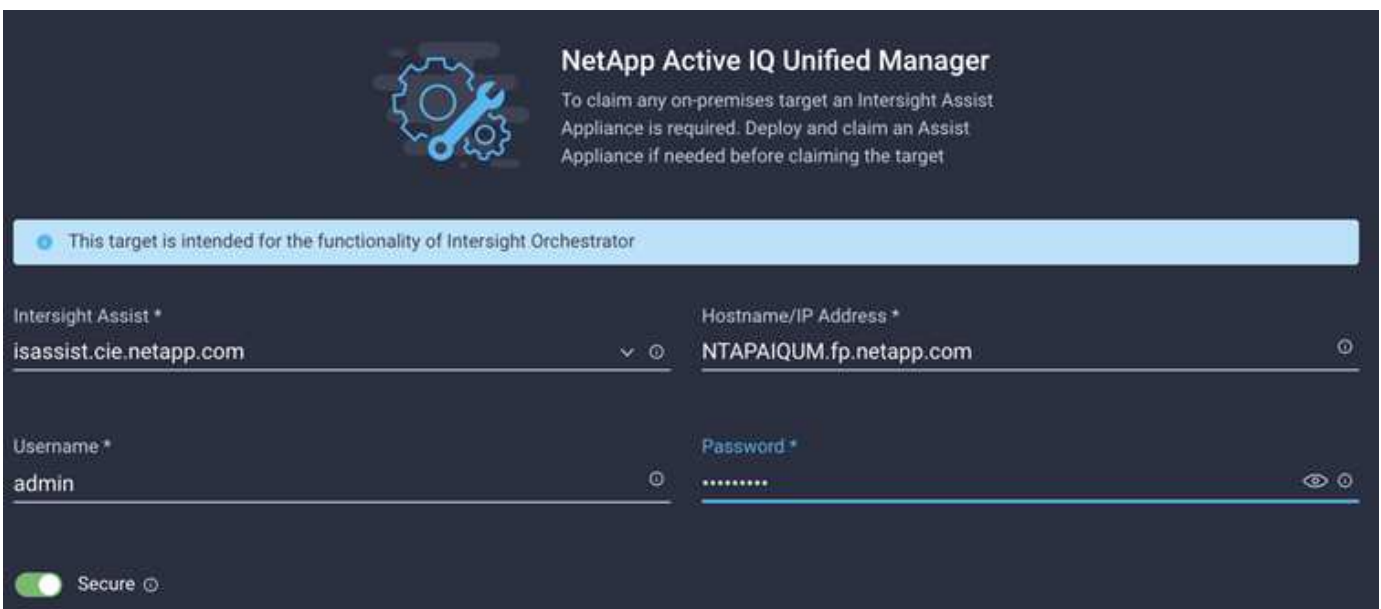 NetApp Active IQ Unified Manager
To claim any on-premises target an Intersight Assist
Appliance is required. Deploy and claim an Assist
Appliance if needed before claiming the target
This target is intended for the functionality of Intersight Orchestrator
Intersight Assist *
isassist.cie.netapp.com
Hostname/IP Address *
NTAPAIQUM.fp.netapp.com
Username *
admin
Password *
•••••••••
Secure